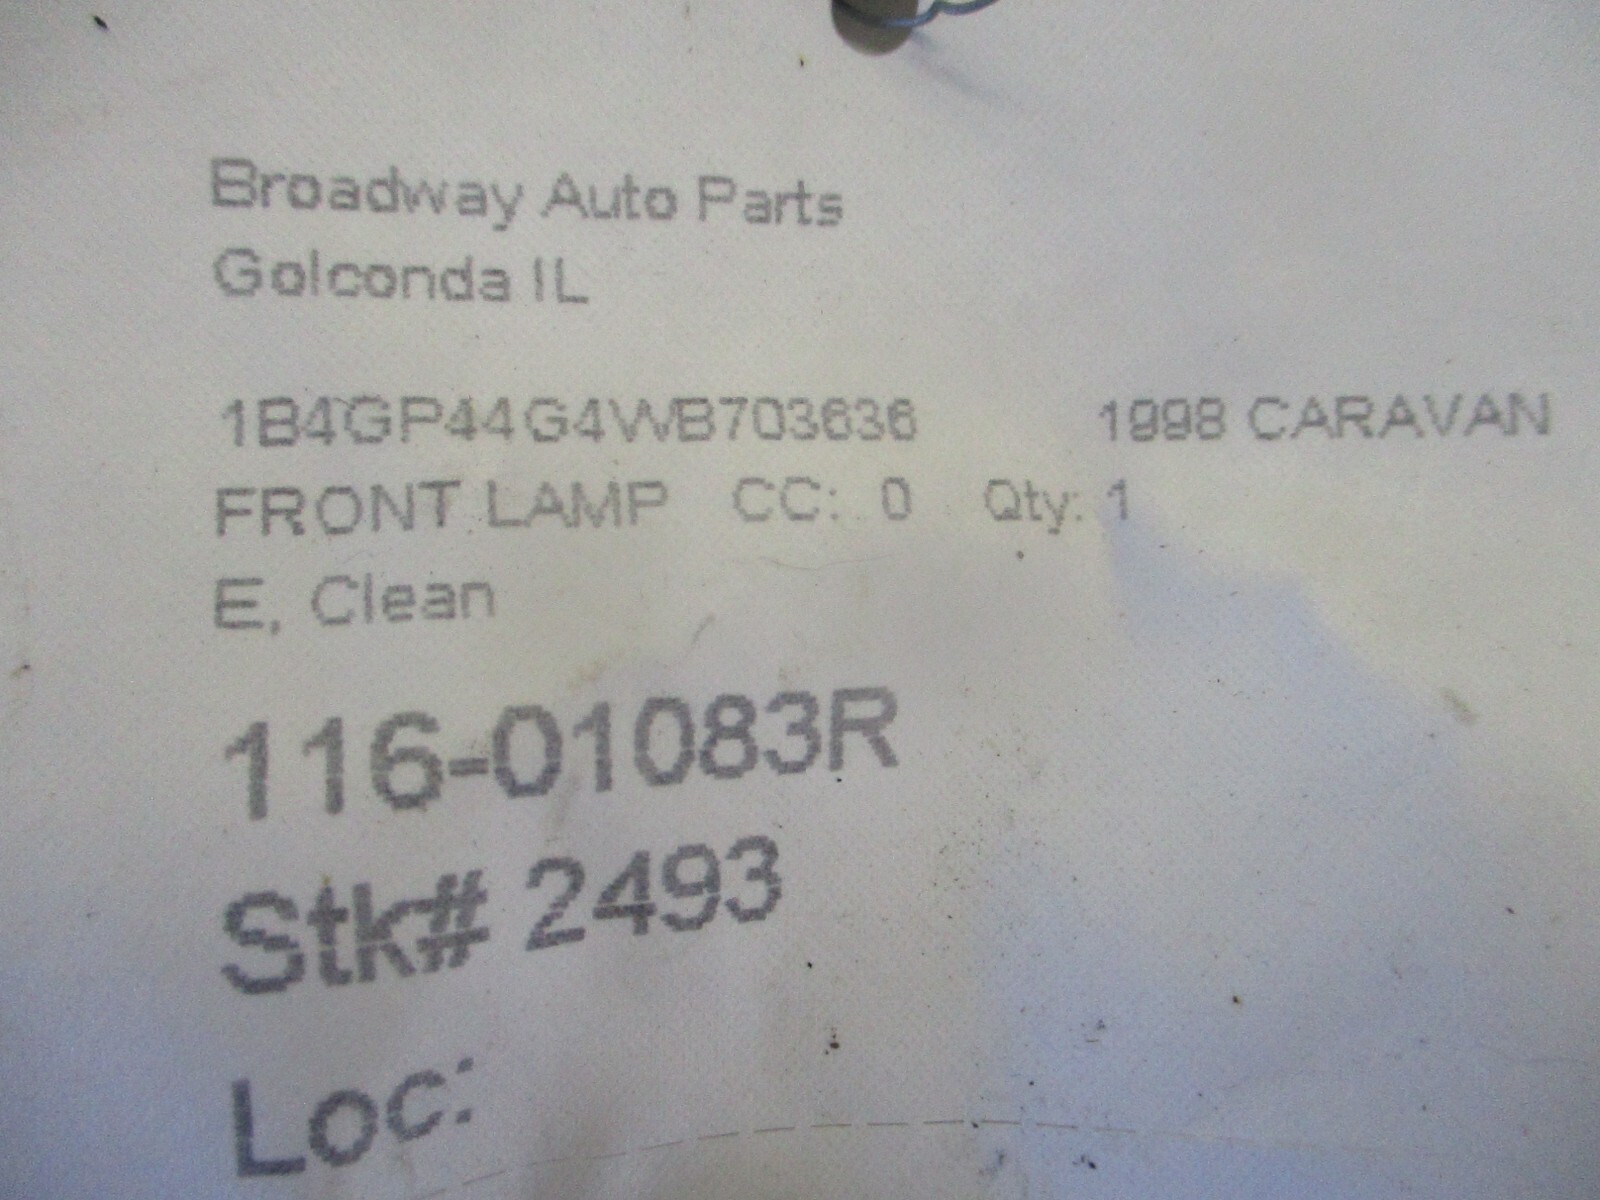 Broadway Auto Parts
Golconda IL
1B4GP44G4WB703636 1998 CARAVAN
FRONT LAMP CC: 0 Qty: 1
E, Clean
116-01083R
Stk# 2493
Loc: